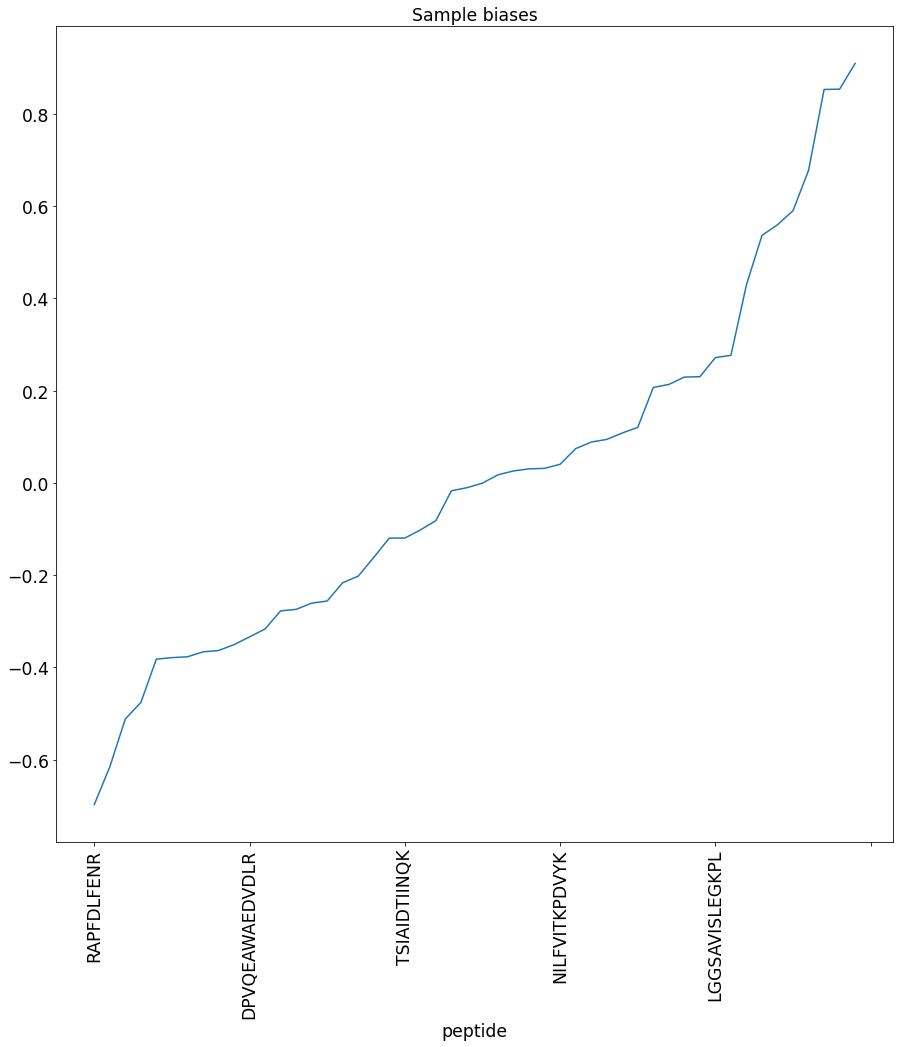 Sample biases
0.8
0.6
0.4
0.2
0.0
−0.2
−0.4
−0.6
RAPFDLFENR
DPVQEAWAEDVDLR
TSIAIDTIINQK
NILFVITKPDVYK
LGGSAVISLEGKPL
peptide